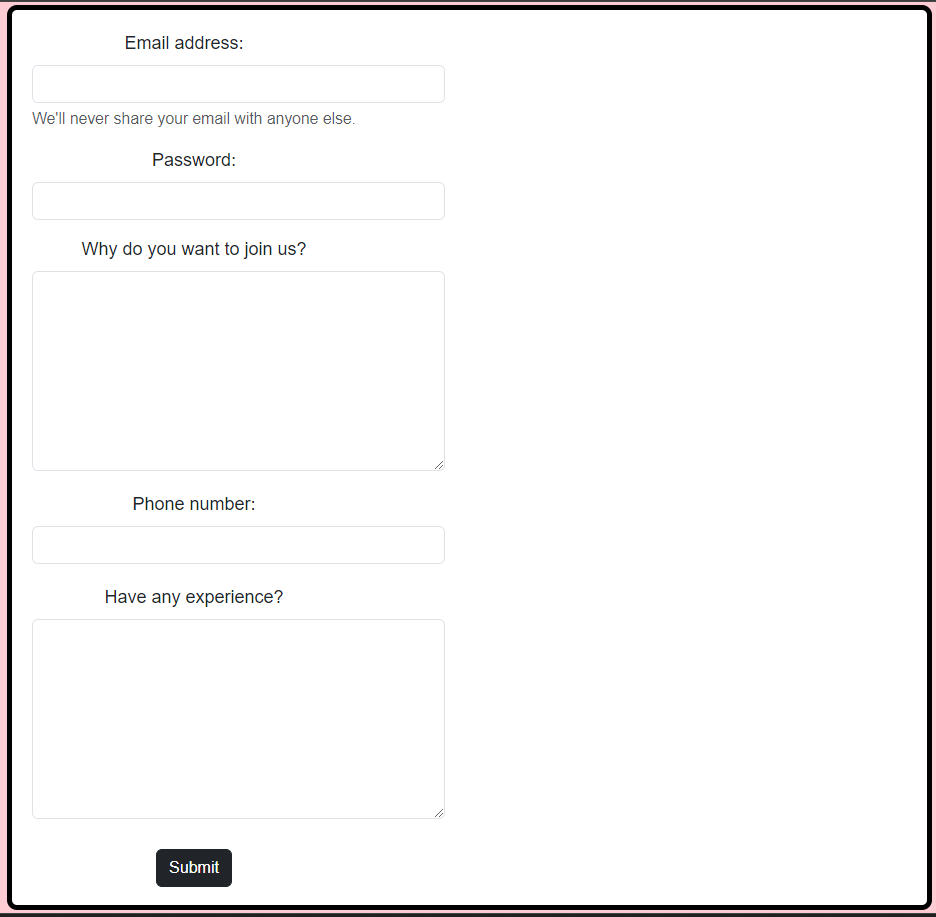 Email address:
We'll never share your email with anyone else.
Password:
Why do you want to join us?
Phone number:
Have any experience?
Submit